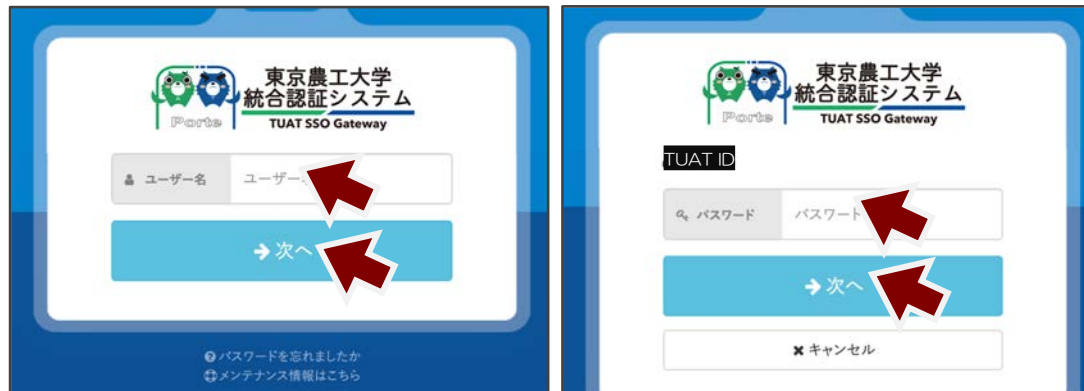 東京農工大学
統合認証システム
Porte
TUAT SSO Gateway
ユーザー名
ユーザー
次へ
パスワードを忘れましたか
メンテナンス情報はこちら
東京農工大学
統合認証システム
Porte
TUAT SSO Gateway
TUAT ID
パスワード
パスワード
次へ
キャンセル